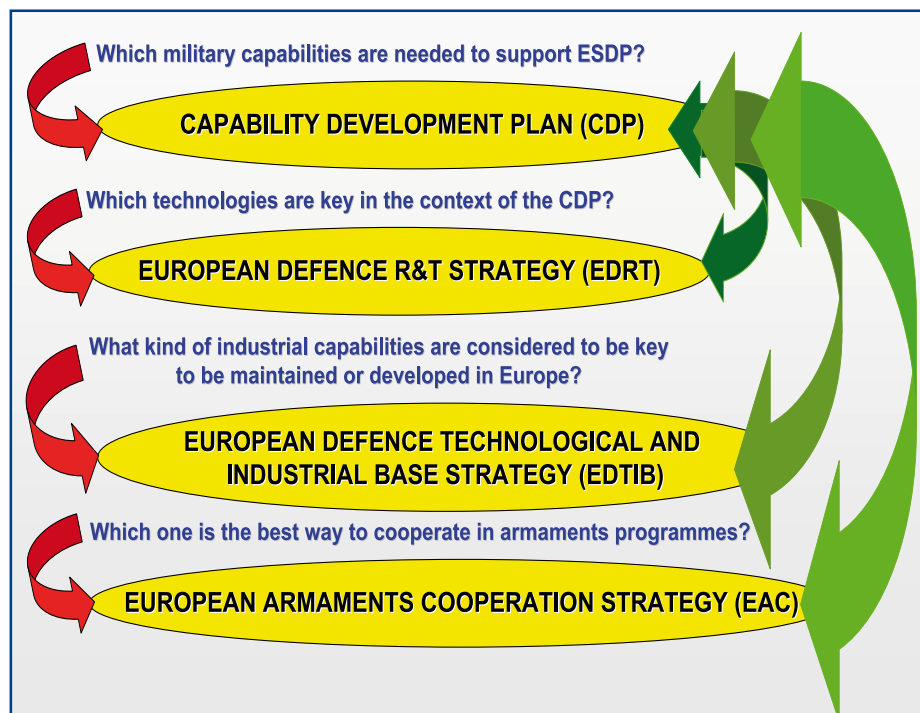 Which military capabilities are needed to support ESDP?
CAPABILITY DEVELOPMENT PLAN (CDP)
Which technologies are key in the context of the CDP?
EUROPEAN DEFENCE R&T STRATEGY (EDRT)
What kind of industrial capabilities are considered to be key
to be maintained or developed in Europe?
EUROPEAN DEFENCE TECHNOLOGICAL AND
INDUSTRIAL BASE STRATEGY (EDTIB)
Which one is the best way to cooperate in armaments programmes?
EUROPEAN ARMAMENTS COOPERATION STRATEGY (EAC)